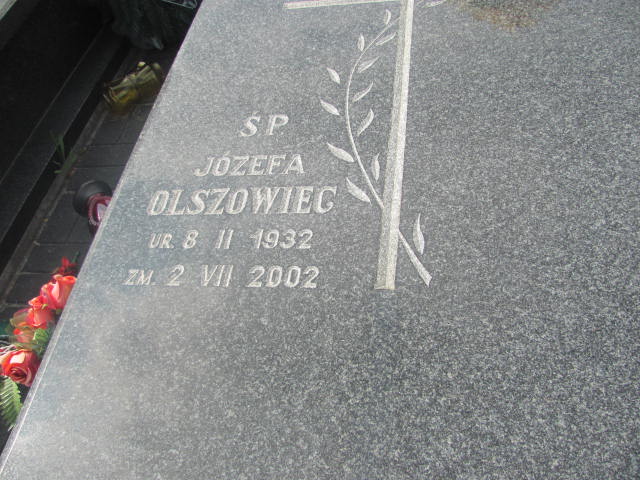 ŚP
JÓZEFA
OLSZOWIEC
UR. 8 II 1932
ZM. 2 VII 2002